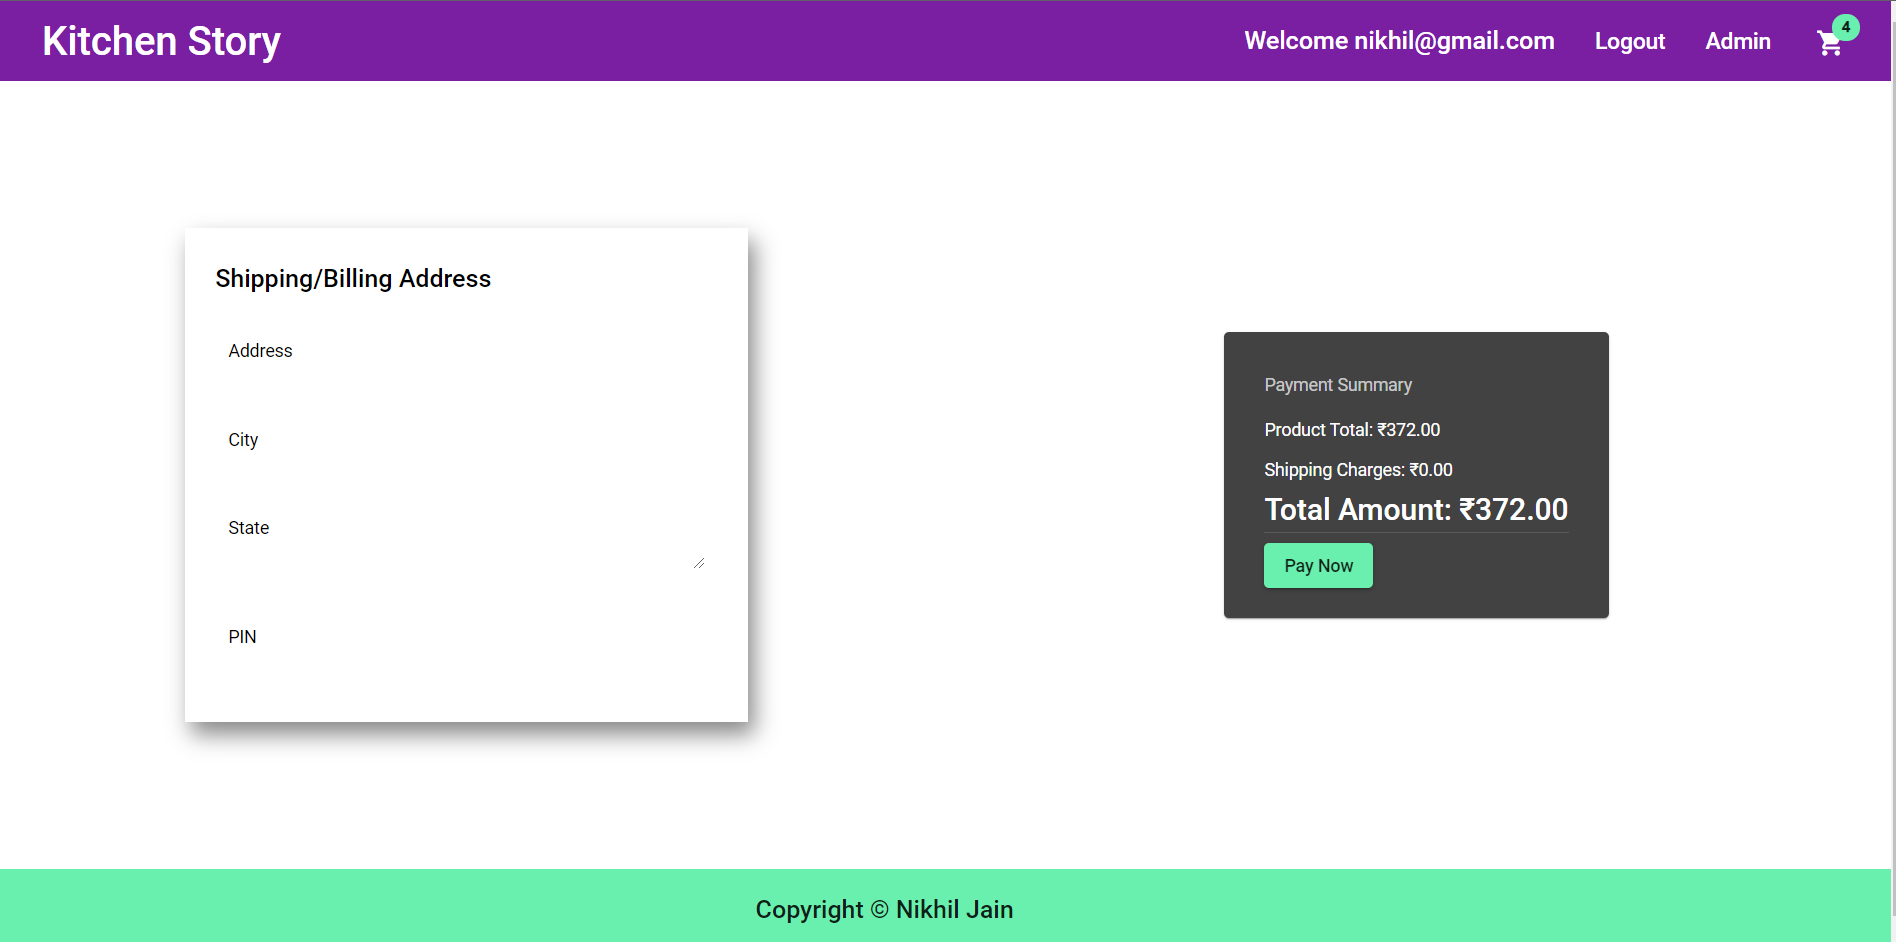 Kitchen Story
Welcome nikhil@gmail.com Logout Admin 4
Shipping/Billing Address
Address
City
State
PIN
Payment Summary
Product Total: ₹372.00
Shipping Charges: ₹0.00
Total Amount: ₹372.00
Pay Now
Copyright © Nikhil Jain